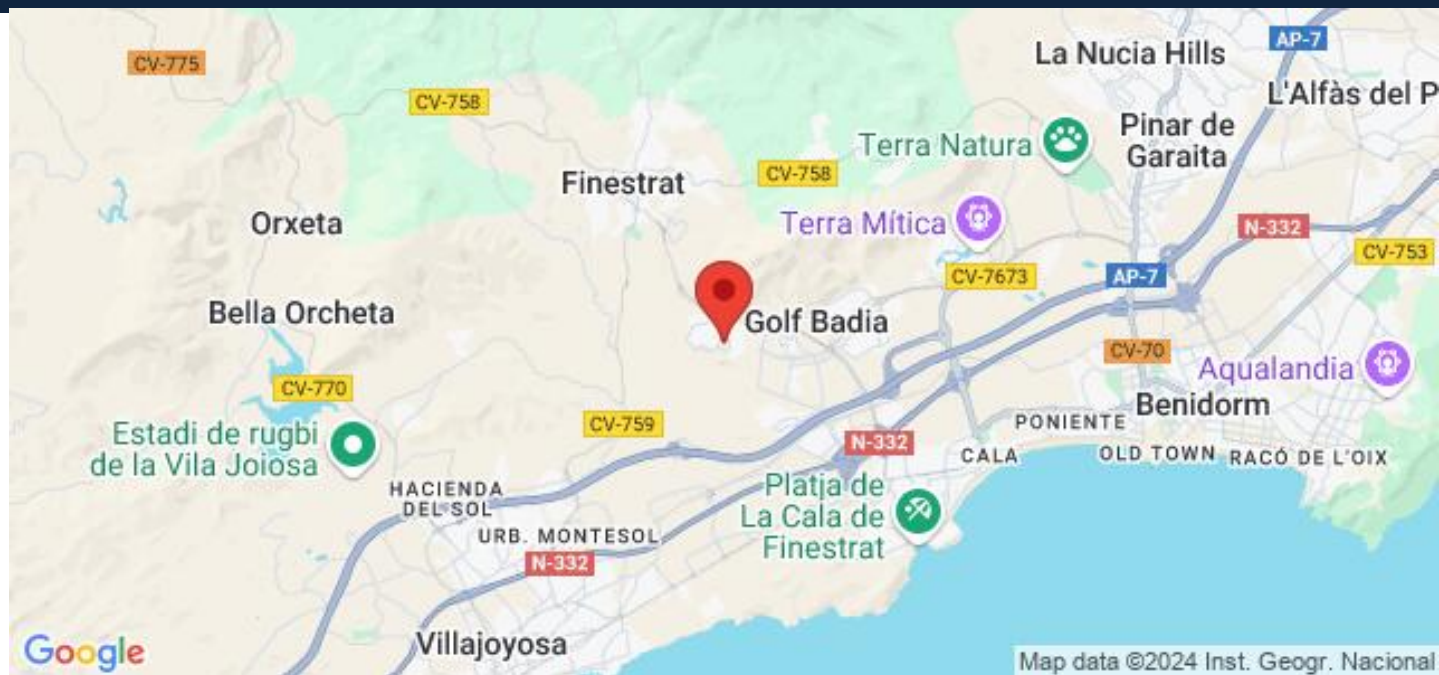 CV-775
CV-758
La Nucia Hills
AP-7
L'Alfàs del P
Terra Natura
Pinar de
Garaita
Finestrat
CV-758
Orxeta
Terra Mítica
N-332
CV-753
CV-7673
AP-7
Bella Orcheta
Golf Badia
CV-70
Aqualandia
CV-770
Benidorm
CV-759
PONIENTE
Estadi de rugbi
de la Vila Joiosa
N-332
CALA
OLD TOWN
RACÓ DE L'OIX
HACIENDA
DEL SOL
Platja de
La Cala de
Finestrat
URB. MONTESOL
N-332
Villajoyosa
Google
Map data ©2024 Inst. Geogr. Nacional